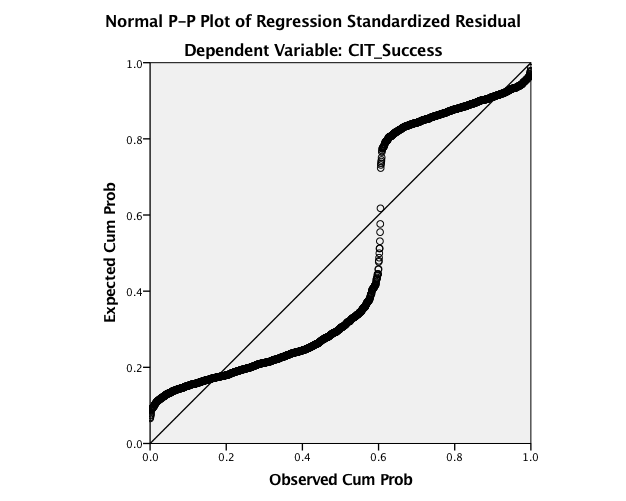 Normal P-P Plot of Regression Standardized Residual
Dependent Variable: CIT_Success
Expected Cum Prob
1.0
0.8
0.6
0.4
0.2
0.0
0.0 0.2 0.4 0.6 0.8 1.0
Observed Cum Prob